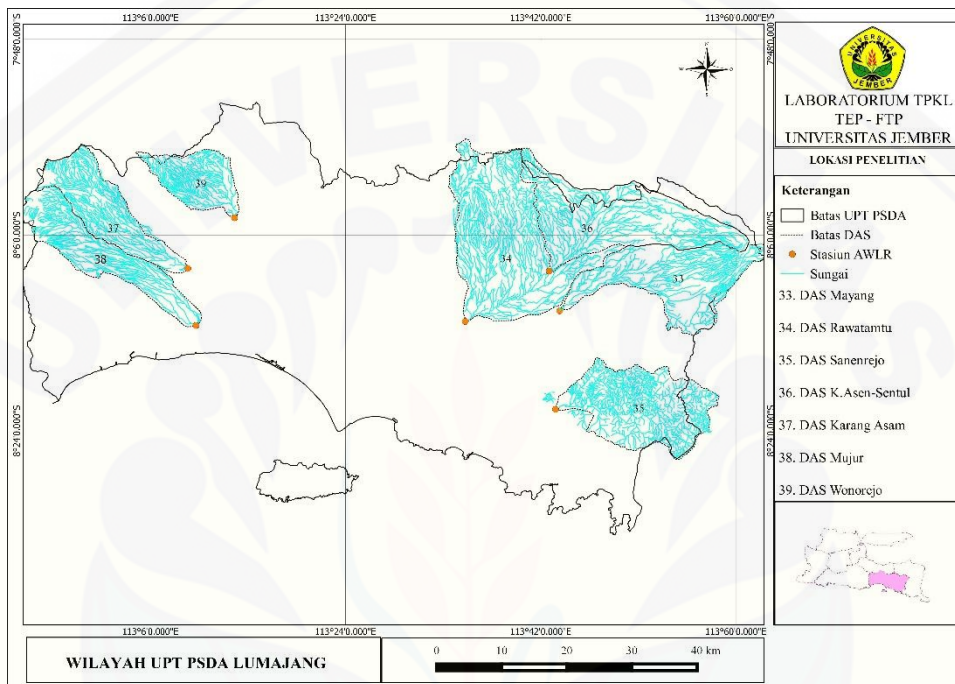 113°6'0.000"E
113°24'0.000"E
113°42'0.000"E
113°60'0.000"E
7°48'0.000"S
7°48'0.000"S
UNIVERSITAS
JEMBER
LABORATORIUM TPKL
TEP - FTP
UNIVERSITAS JEMBER
LOKASI PENELITIAN
Keterangan
Batas UPT PSDA
Batas DAS
Stasiun AWLR
Sungai
33. DAS Mayang
34. DAS Rawatamtu
35. DAS Sanenrejo
36. DAS K.Asen-Sentul
37. DAS Karang Asam
38. DAS Mujur
39. DAS Wonorejo
39
37
36
8°6'0.000"S
8°6'0.000"S
38
34
33
35
8°24'0.000"S
8°24'0.000"S
113°6'0.000"E
113°24'0.000"E
113°42'0.000"E
113°60'0.000"E
WILAYAH UPT PSDA LUMAJANG
0 10 20 30 40 km
UNIVERSITAS